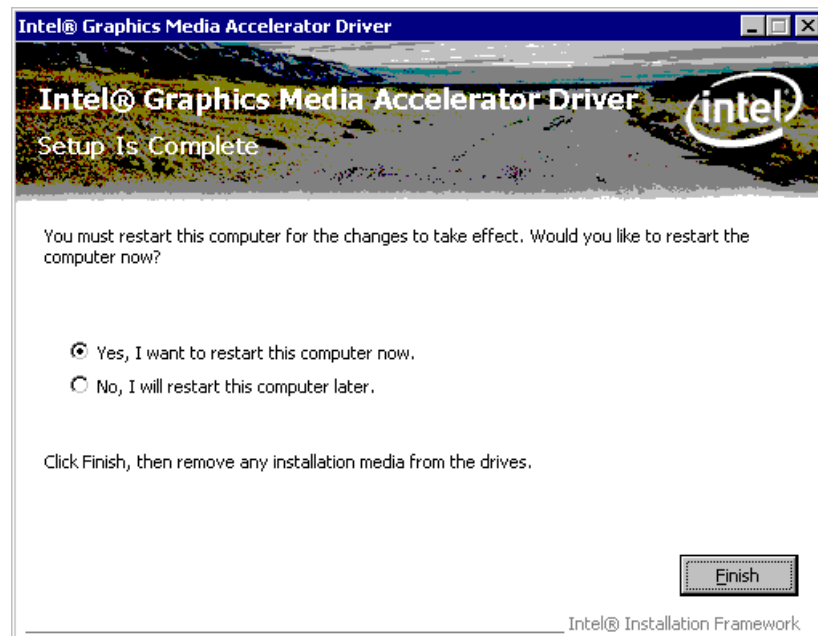 Intel® Graphics Media Accelerator Driver
Intel® Graphics Media Accelerator Driver
intel
Setup Is Complete
You must restart this computer for the changes to take effect. Would you like to restart the
computer now?
Yes, I want to restart this computer now.
No, I will restart this computer later.
Click Finish, then remove any installation media from the drives.
Finish
Intel® Installation Framework